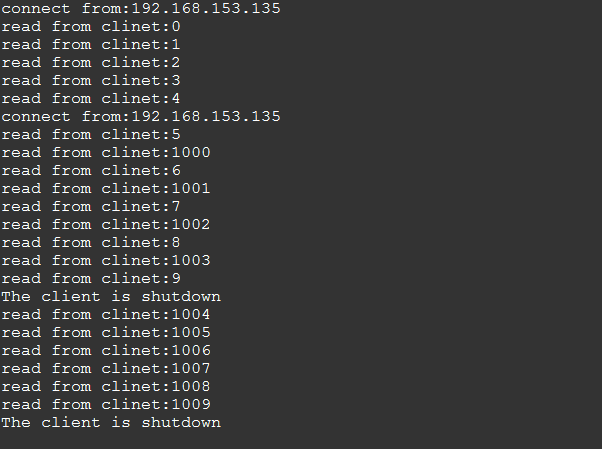 connect from:192.168.153.135
read from clinet:0
read from clinet:1
read from clinet:2
read from clinet:3
read from clinet:4
connect from:192.168.153.135
read from clinet:5
read from clinet:1000
read from clinet:6
read from clinet:1001
read from clinet:7
read from clinet:1002
read from clinet:8
read from clinet:1003
read from clinet:9
The client is shutdown
read from clinet:1004
read from clinet:1005
read from clinet:1006
read from clinet:1007
read from clinet:1008
read from clinet:1009
The client is shutdown